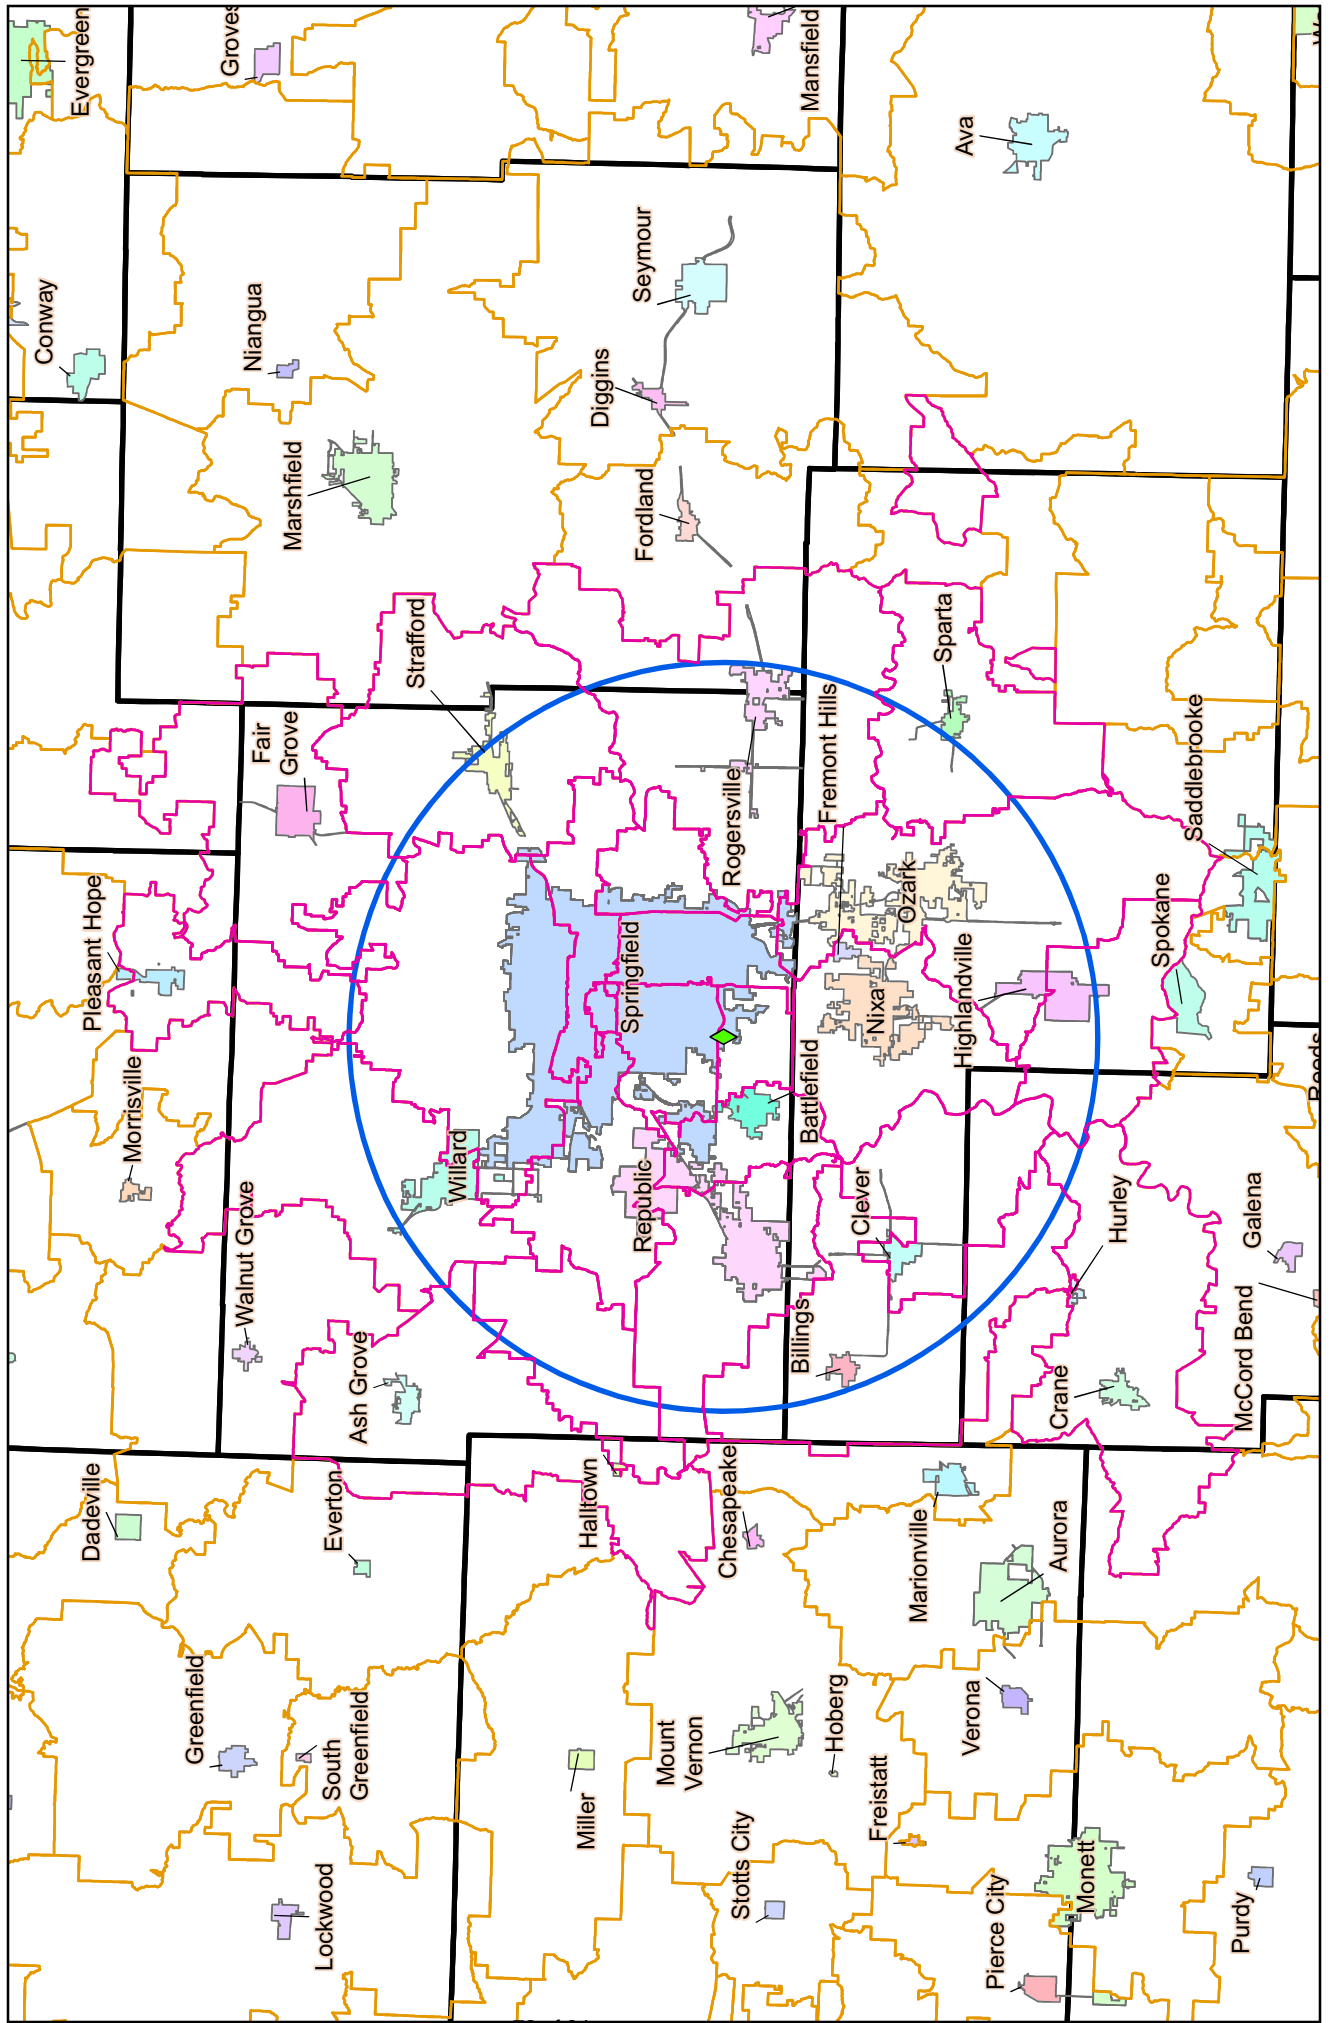 Evergreen
Groves
Mansfield
Ava
Conway
Niangua
Seymour
Diggins
Marshfield
Fordland
Strafford
Sparta
Fair
Grove
Fremont Hills
Saddlebrooke
Rogersville
Pleasant Hope
Ozark
Springfield
Spokane
Highlandville
Nixa
Morrisville
Battlefield
Willard
Republic
Walnut Grove
Clever
Hurley
Galena
Billings
McCord Bend
Ash Grove
Crane
Dadeville
Everton
Halltown
Chesapeake
Marionville
Aurora
Greenfield
South
Greenfield
Mount
Vernon
Hoberg
Verona
Miller
Freistatt
Stotts City
Lockwood
Pierce City
Monett
Purdy